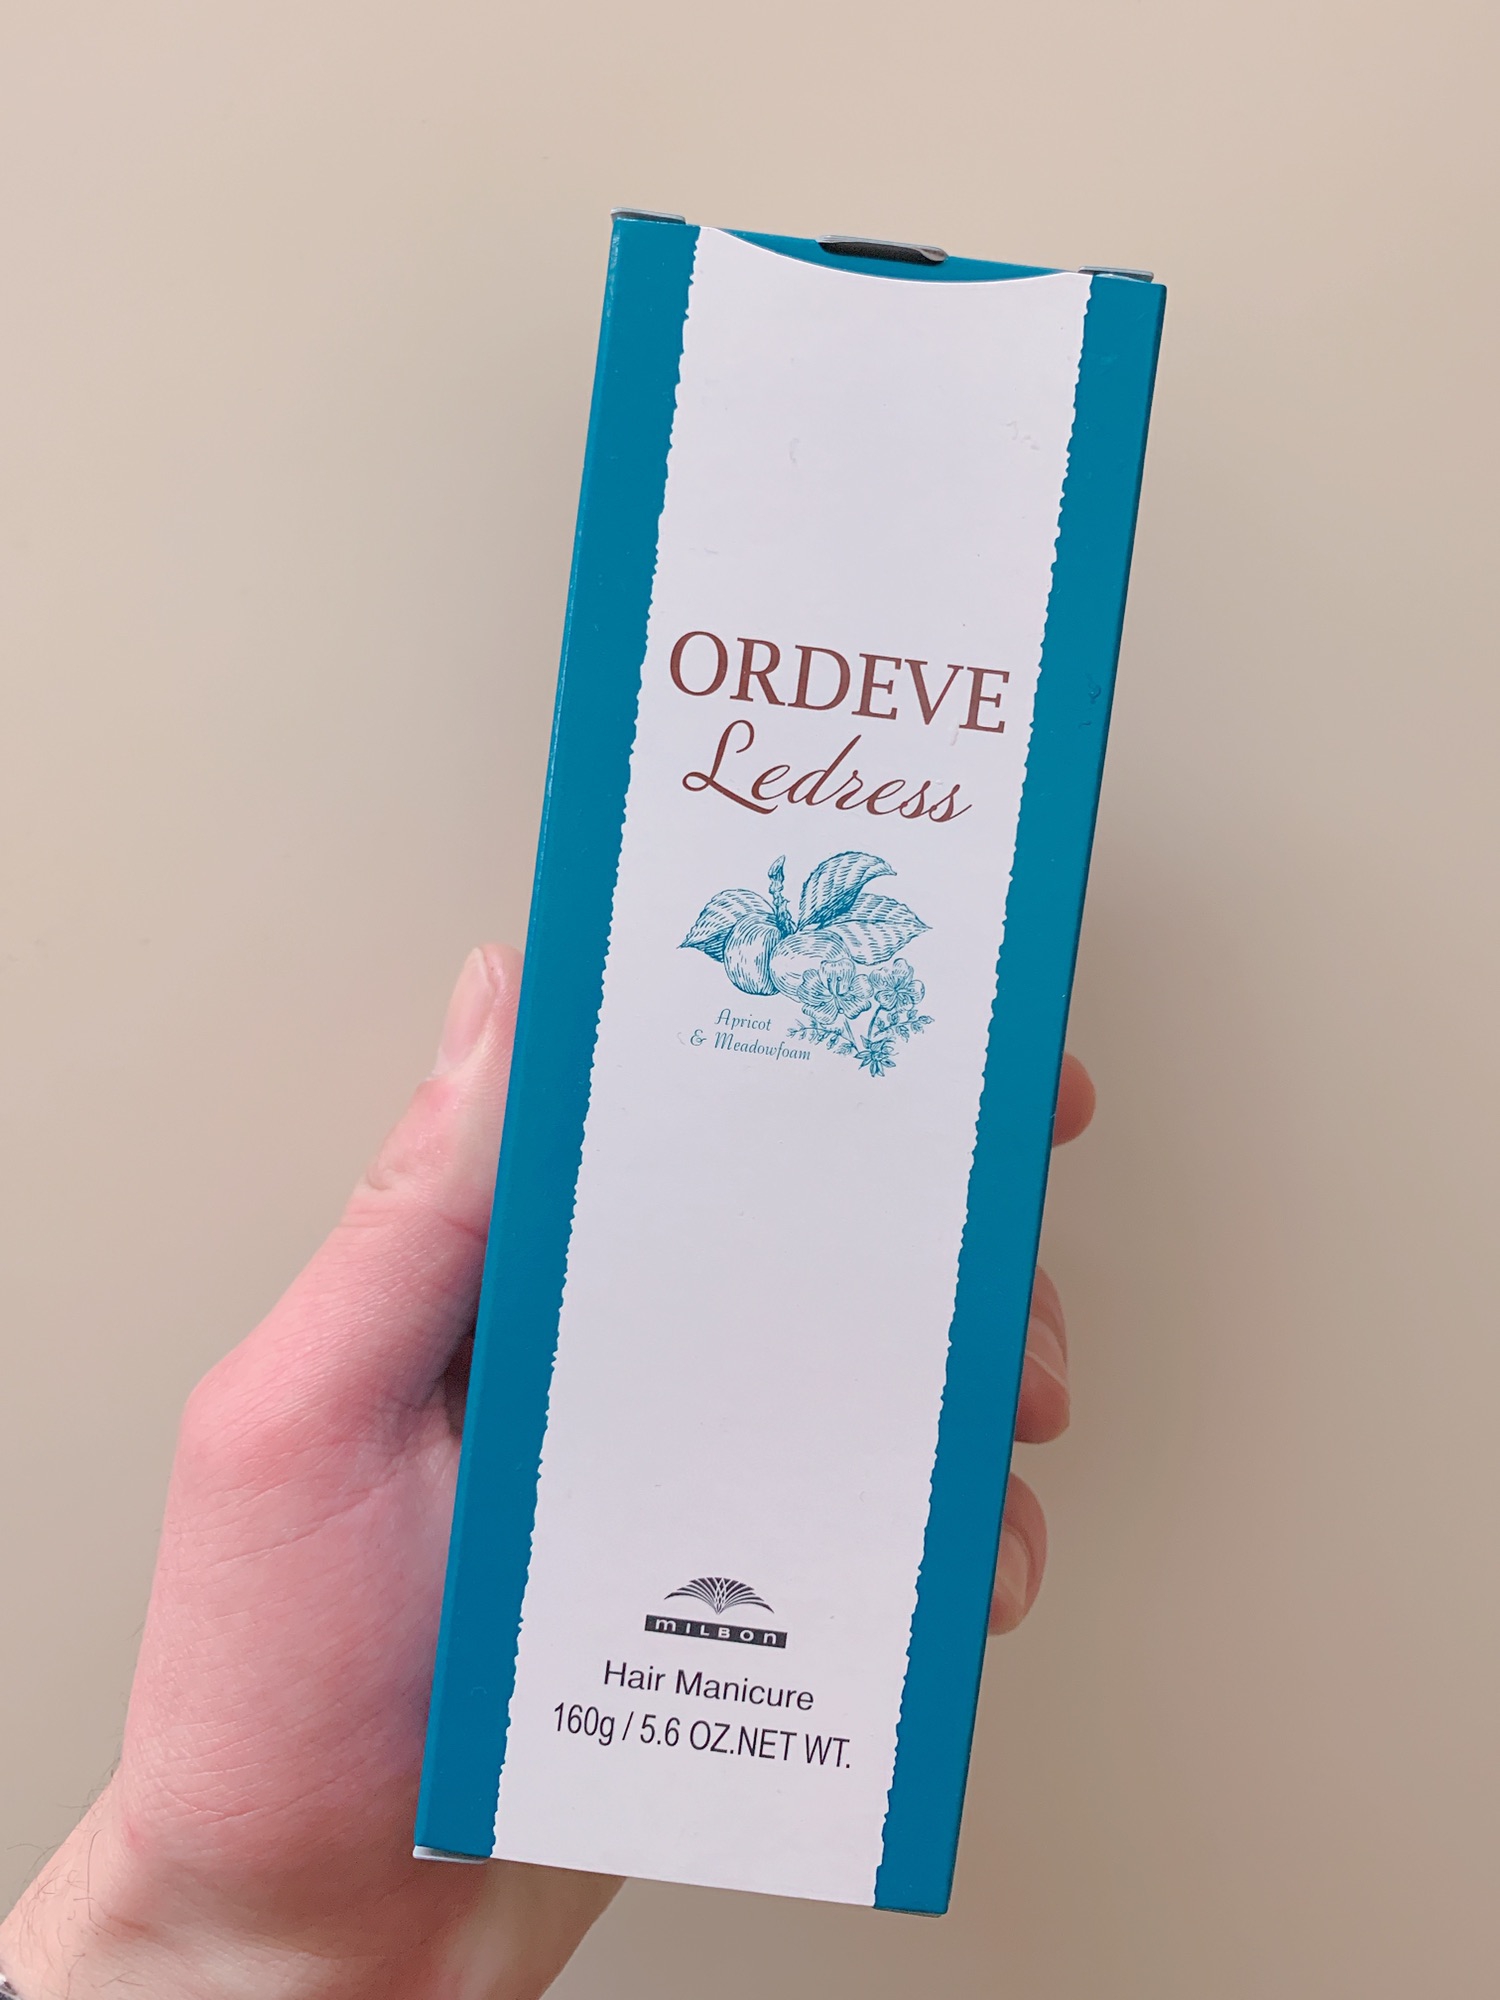 ORDEVE
Ledress
Apricot
& Meadowfoam
MILBON
Hair Manicure
160g / 5.6 OZ.NET WT.